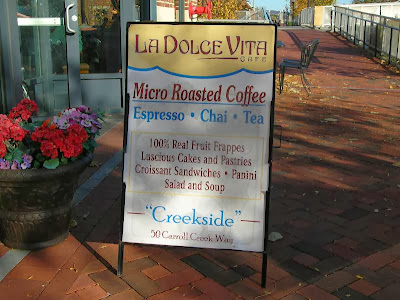 LA DOLCE VITA
CAFE
Micro Roasted Coffee
Espresso • Chai • Tea
100% Real Fruit Frappes
Luscious Cakes and Pastries
Croissant Sandwiches • Panini
Salad and Soup
"Creekside"
50 Carroll Creek Way